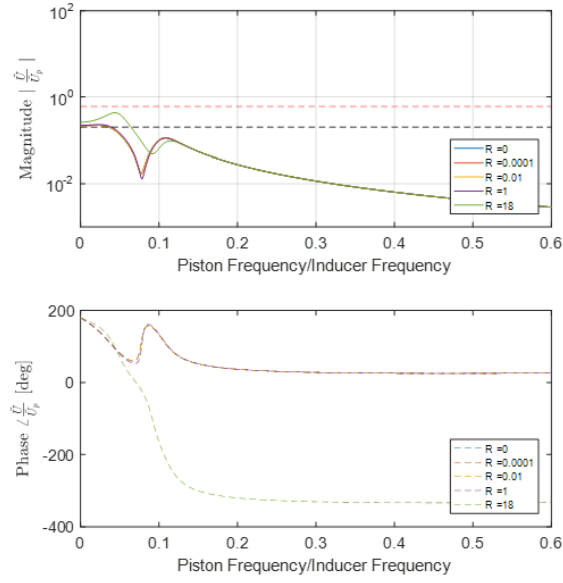 10^2
10^0
10^-2
Magnitude | Ũ/Ũ_p |
R =0
R =0.0001
R =0.01
R =1
R =18
0 0.1 0.2 0.3 0.4 0.5 0.6
Piston Frequency/Inducer Frequency
200
0
-200
-400
Phase ∠ Ũ/Ũ_p [deg]
R =0
R =0.0001
R =0.01
R =1
R =18
0 0.1 0.2 0.3 0.4 0.5 0.6
Piston Frequency/Inducer Frequency